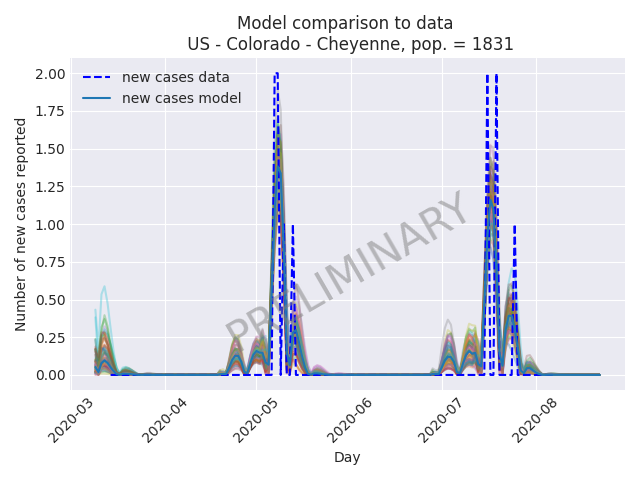 Model comparison to data
US - Colorado - Cheyenne, pop. = 1831
new cases data
new cases model
2.00
1.75
1.50
1.25
1.00
0.75
0.50
0.25
0.00
Number of new cases reported
PRELIMINARY
2020-03
2020-04
2020-05
2020-06
2020-07
2020-08
Day